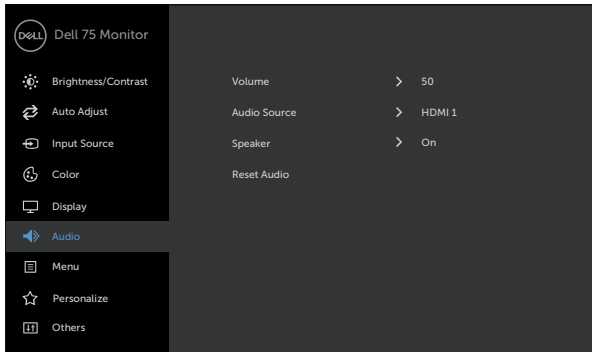 DELL
Dell 75 Monitor
Brightness/Contrast
Auto Adjust
Input Source
Color
Display
Audio
Menu
Personalize
Others
Volume 50
Audio Source HDMI 1
Speaker On
Reset Audio